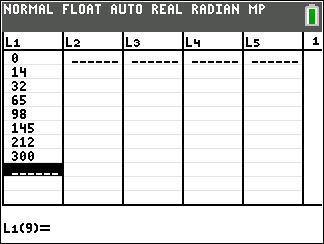 NORMAL FLOAT AUTO REAL RADIAN MP
L1 L2 L3 L4 L5 1
0 ------ ------ ------ ------
14
32
65
98
145
212
300
------
L1(9)=